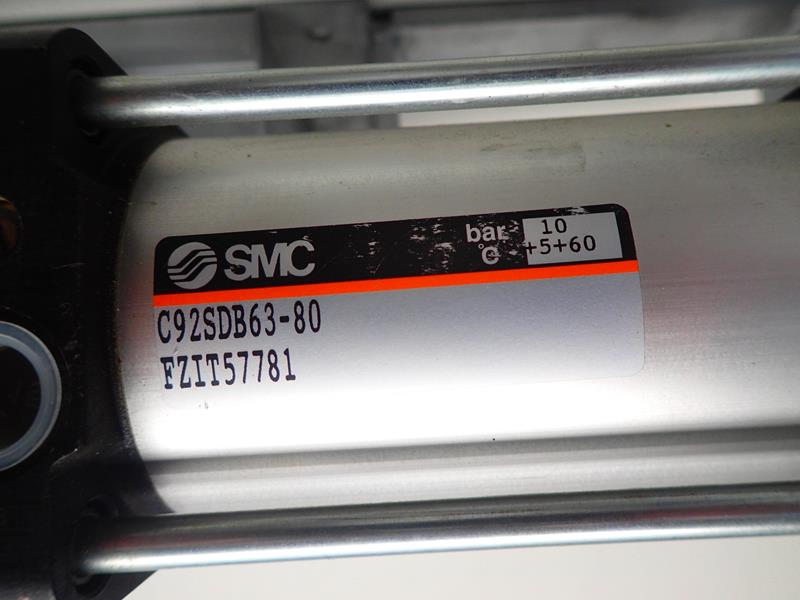 SMC
bar 10
°C +5+60
C92SDB63-80
FZIT57781